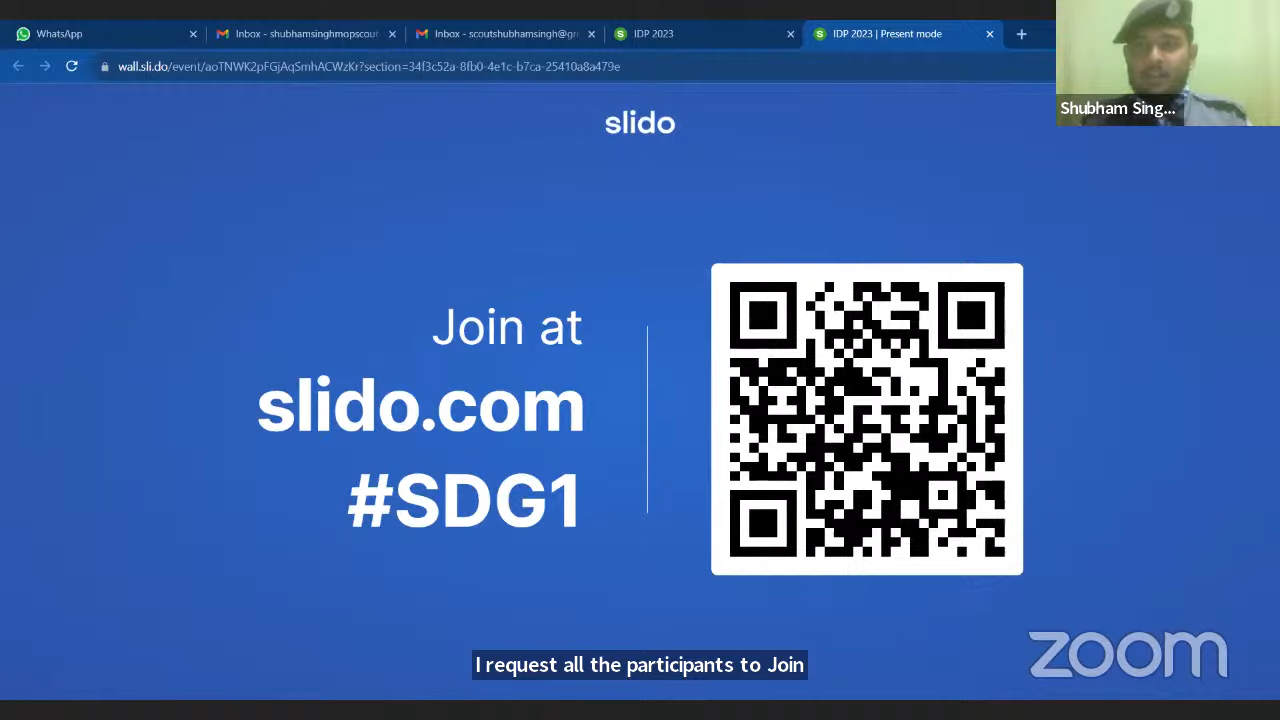 WhatsApp
Inbox - shubhamsinghmopscout
Inbox - scoutshubhamsingh@gm
IDP 2023
IDP 2023 | Present mode
wall.sli.do/event/aoTNWK2pFGjAqSmhACWzKr?section=34f3c52a-8fb0-4e1c-b7ca-25410a8a479e
Shubham Sing...
slido
Join at
slido.com
#SDG1
I request all the participants to Join
zoom